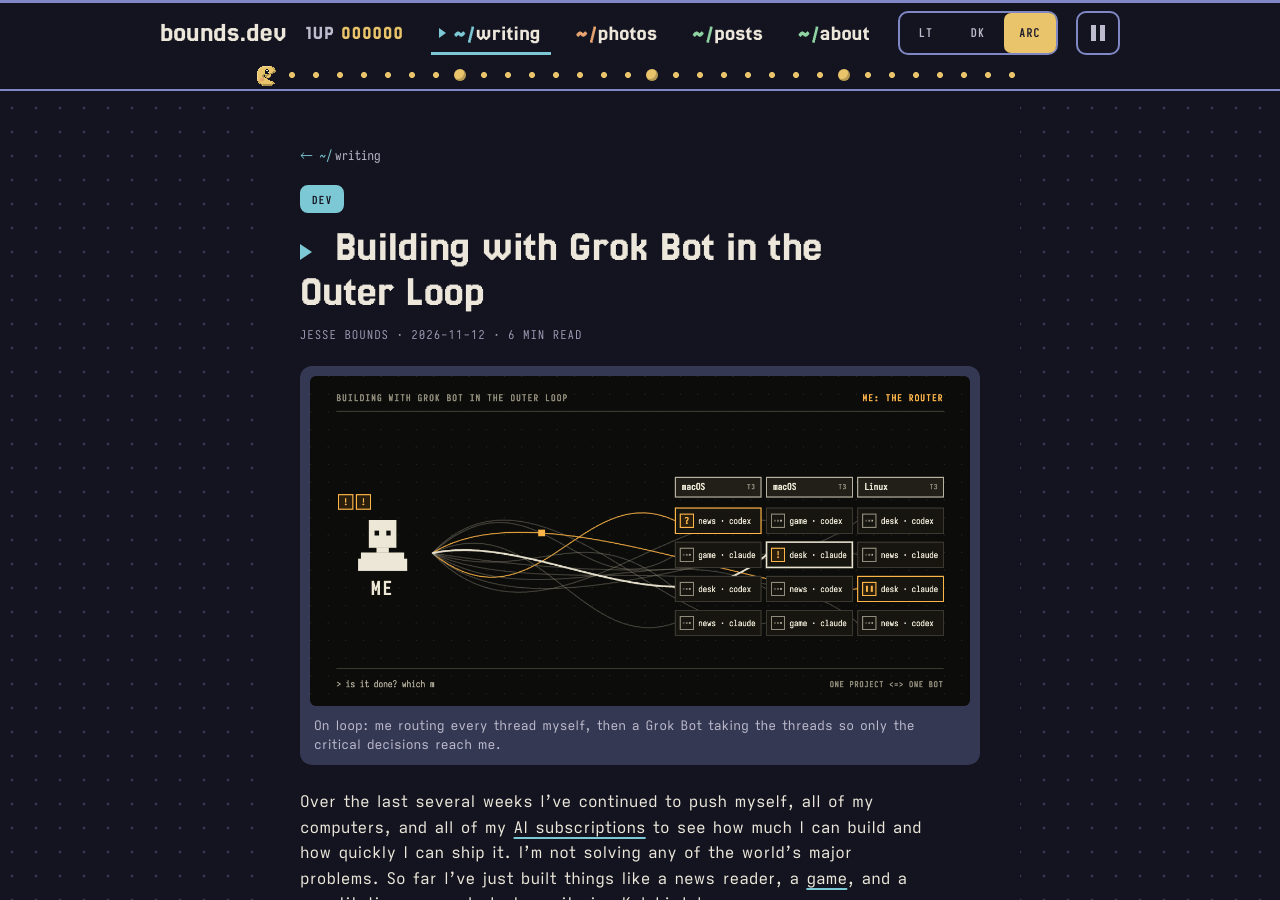 bounds.dev 1UP 000000 ~/writing ~/photos ~/posts ~/about LT DK ARC
← ~/writing
DEV
Building with Grok Bot in the
Outer Loop
JESSE BOUNDS · 2026-11-12 · 6 MIN READ
BUILDING WITH GROK BOT IN THE OUTER LOOP ME: THE ROUTER
macOS T3 macOS T3 Linux T3
! !
? news · codex game · codex desk · codex
game · claude ! desk · claude news · claude
desk · codex news · codex desk · claude
ME
news · claude game · claude news · codex
> is it done? which m ONE PROJECT <=> ONE BOT
On loop: me routing every thread myself, then a Grok Bot taking the threads so only the
critical decisions reach me.
Over the last several weeks I’ve continued to push myself, all of my
computers, and all of my AI subscriptions to see how much I can build and
how quickly I can ship it. I’m not solving any of the world’s major
problems. So far I’ve just built things like a news reader, a game, and a